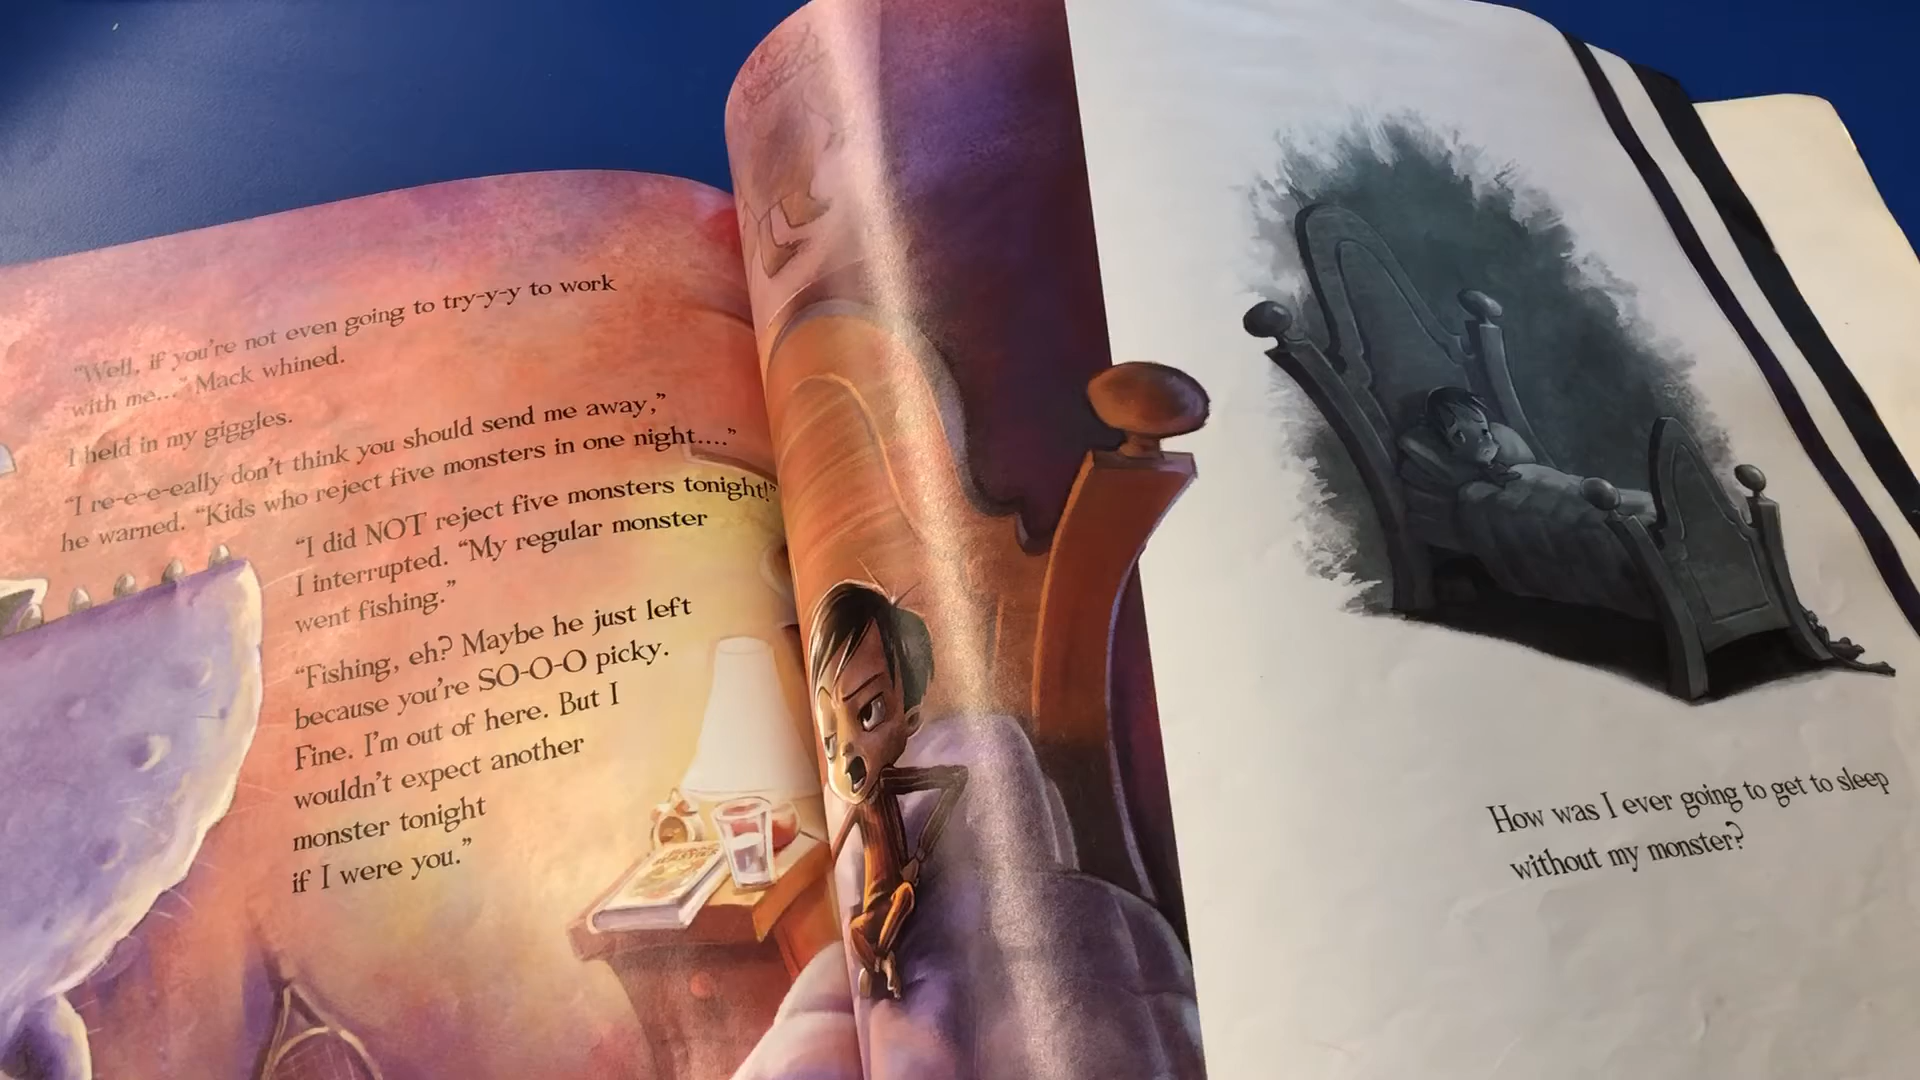 "Well, if you're not even going to try-y-y to work
with me..." Mack whined.
I held in my giggles.
"I re-e-e-eally don't think you should send me away,"
he warned. "Kids who reject five monsters in one night...."
"I did NOT reject five monsters tonight!"
I interrupted. "My regular monster
went fishing."
"Fishing, eh? Maybe he just left
because you're SO-O-O picky.
Fine. I'm out of here. But I
wouldn't expect another
monster tonight
if I were you."
How was I ever going to get to sleep
without my monster?